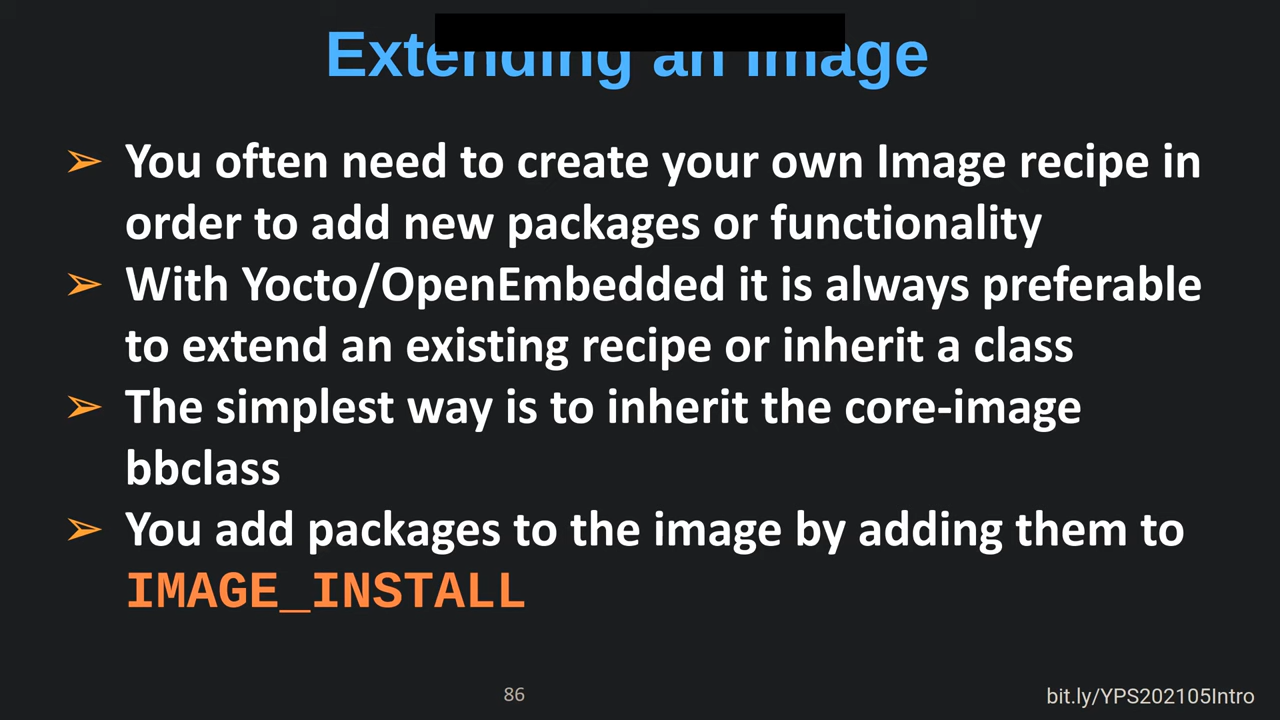 Extending an Image
➢ You often need to create your own Image recipe in
order to add new packages or functionality
➢ With Yocto/OpenEmbedded it is always preferable
to extend an existing recipe or inherit a class
➢ The simplest way is to inherit the core-image
bbclass
➢ You add packages to the image by adding them to
IMAGE_INSTALL
86
bit.ly/YPS202105Intro